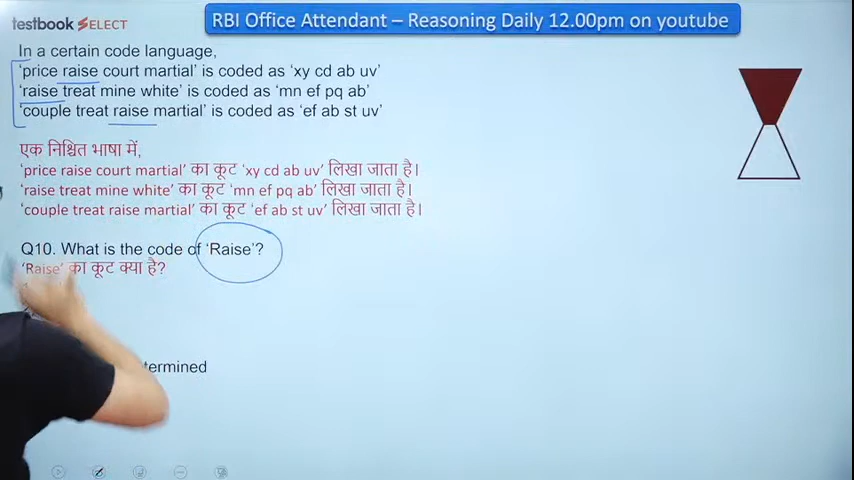 testbook SELECT
RBI Office Attendant – Reasoning Daily 12.00pm on youtube
In a certain code language,
'price raise court martial' is coded as 'xy cd ab uv'
'raise treat mine white' is coded as 'mn ef pq ab'
'couple treat raise martial' is coded as 'ef ab st uv'
एक निश्चित भाषा में,
'price raise court martial' का कूट 'xy cd ab uv' लिखा जाता है।
'raise treat mine white' का कूट 'mn ef pq ab' लिखा जाता है।
'couple treat raise martial' का कूट 'ef ab st uv' लिखा जाता है।
Q10. What is the code of 'Raise'?
'Raise' का कूट क्या है?
termined